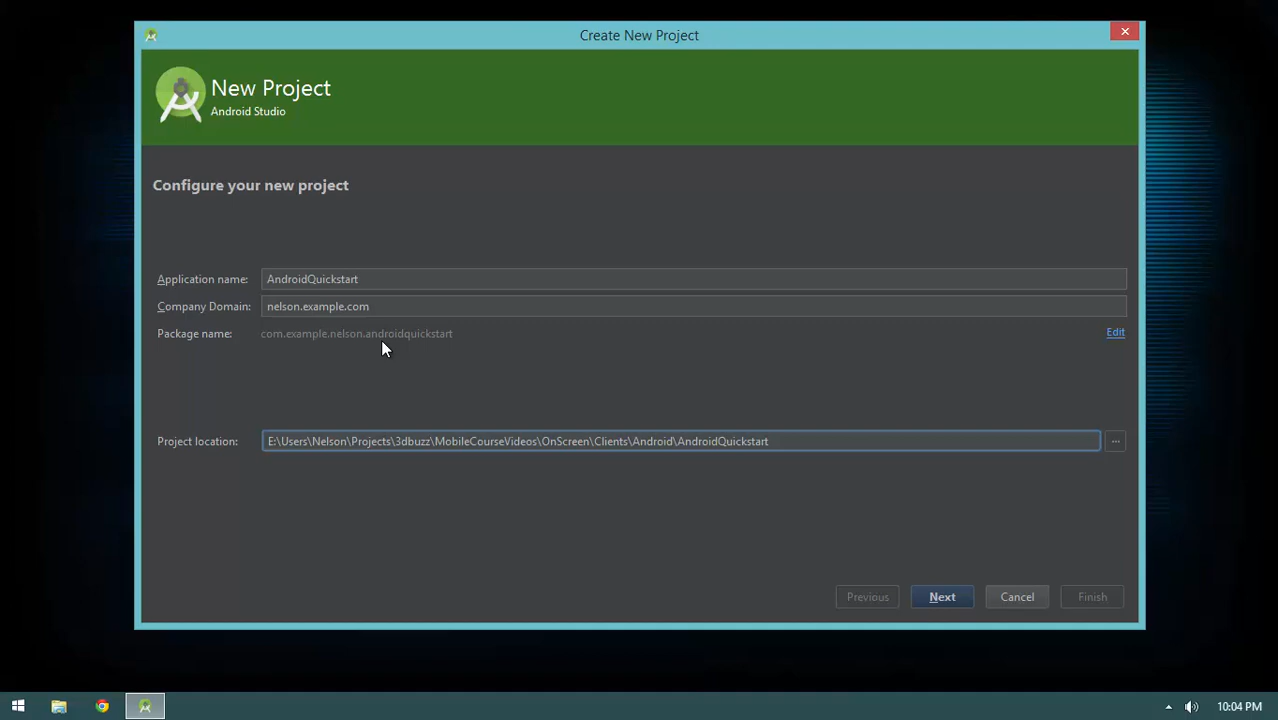 Create New Project
New Project
Android Studio
Configure your new project
Application name: AndroidQuickstart
Company Domain: nelson.example.com
Package name: com.example.nelson.androidquickstart Edit
Project location: E:\Users\Nelson\Projects\3dbuzz\MobileCourseVideos\OnScreen\Clients\Android\AndroidQuickstart ...
Previous Next Cancel Finish
10:04 PM